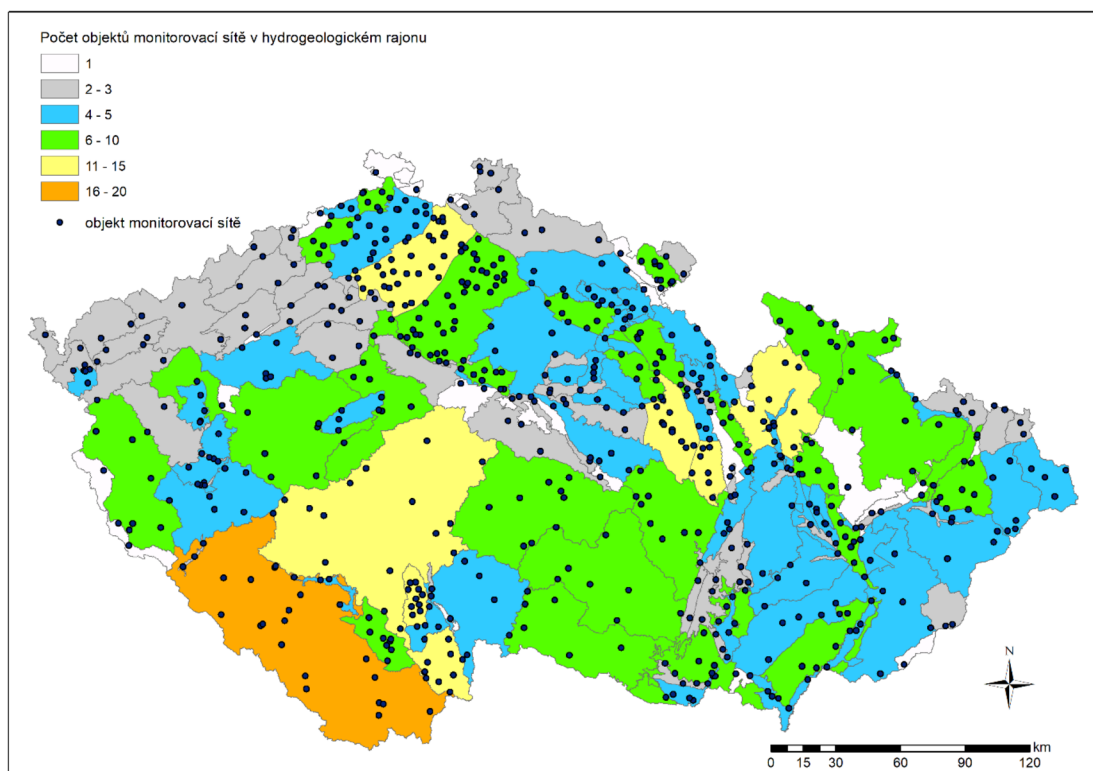 Počet objektů monitorovací sítě v hydrogeologickém rajonu
1
2 - 3
4 - 5
6 - 10
11 - 15
16 - 20
objekt monitorovací sítě
N
km
0 15 30 60 90 120